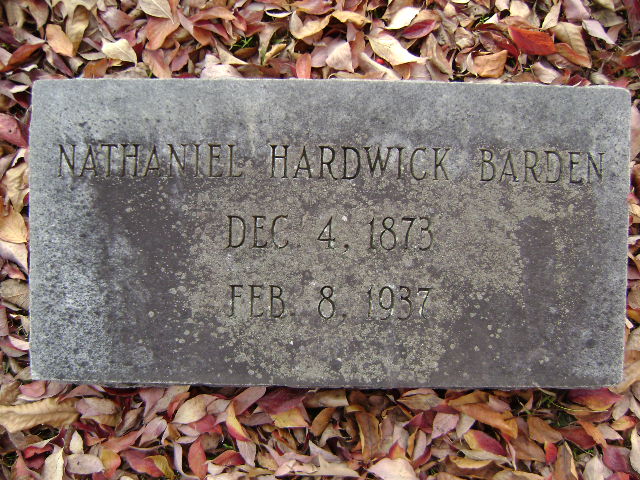 NATHANIEL HARDWICK BARDEN
DEC. 4, 1873
FEB. 8, 1937